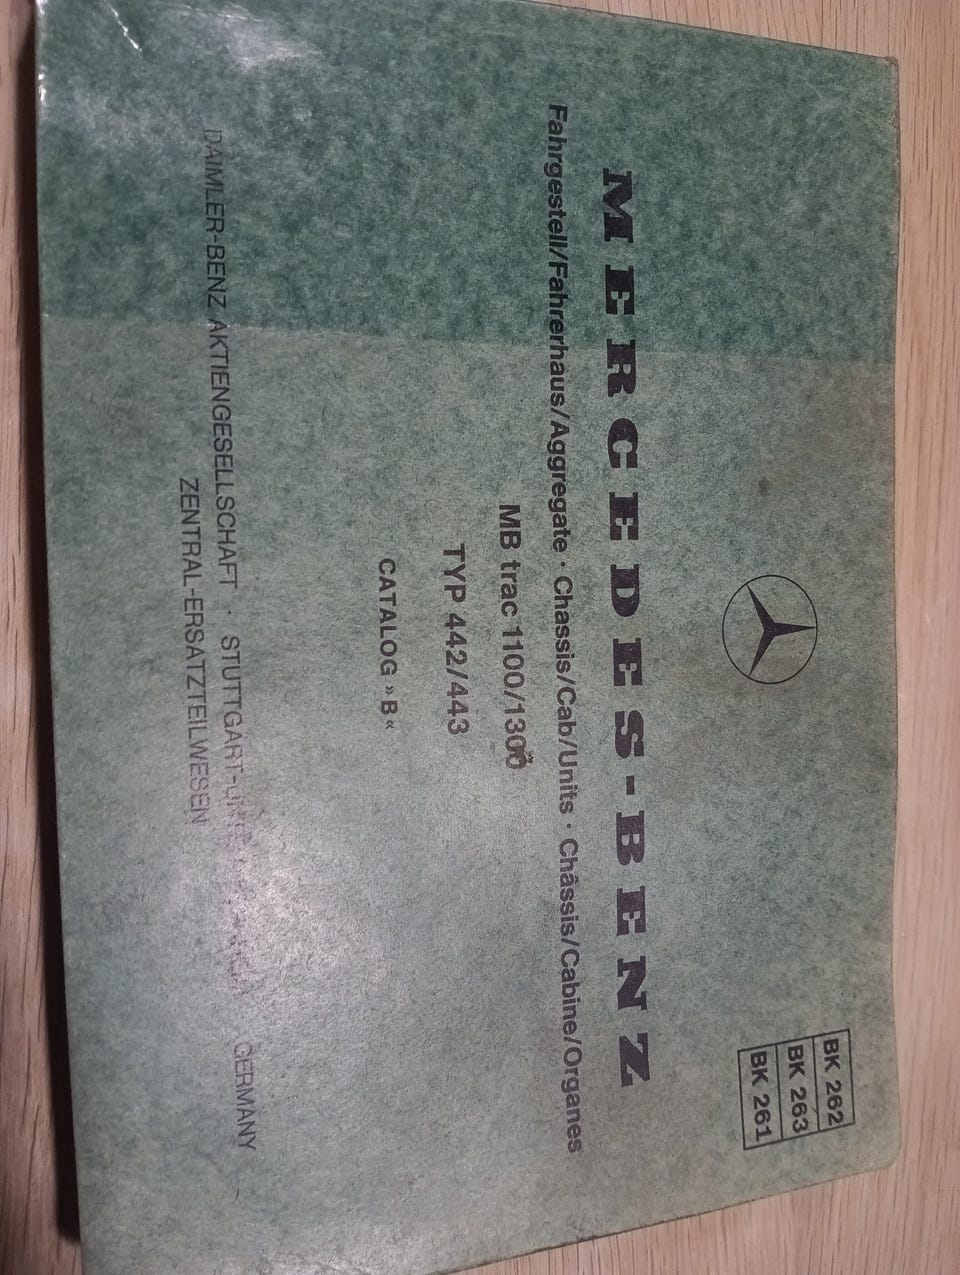 BK 262
BK 263
BK 261
MERCEDES-BENZ
Fahrgestell/Fahrerhaus/Aggregate · Chassis/Cab/Units · Châssis/Cabine/Organes
MB trac 1100/1300
TYP 442/443
CATALOG »B«
DAIMLER-BENZ AKTIENGESELLSCHAFT · STUTTGART- GERMANY
ZENTRAL-ERSATZTEILWESEN